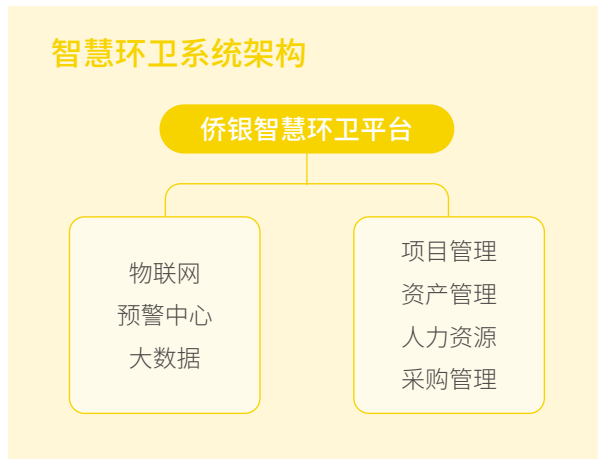 智慧环卫系统架构
侨银智慧环卫平台
物联网
预警中心
大数据
项目管理
资产管理
人力资源
采购管理